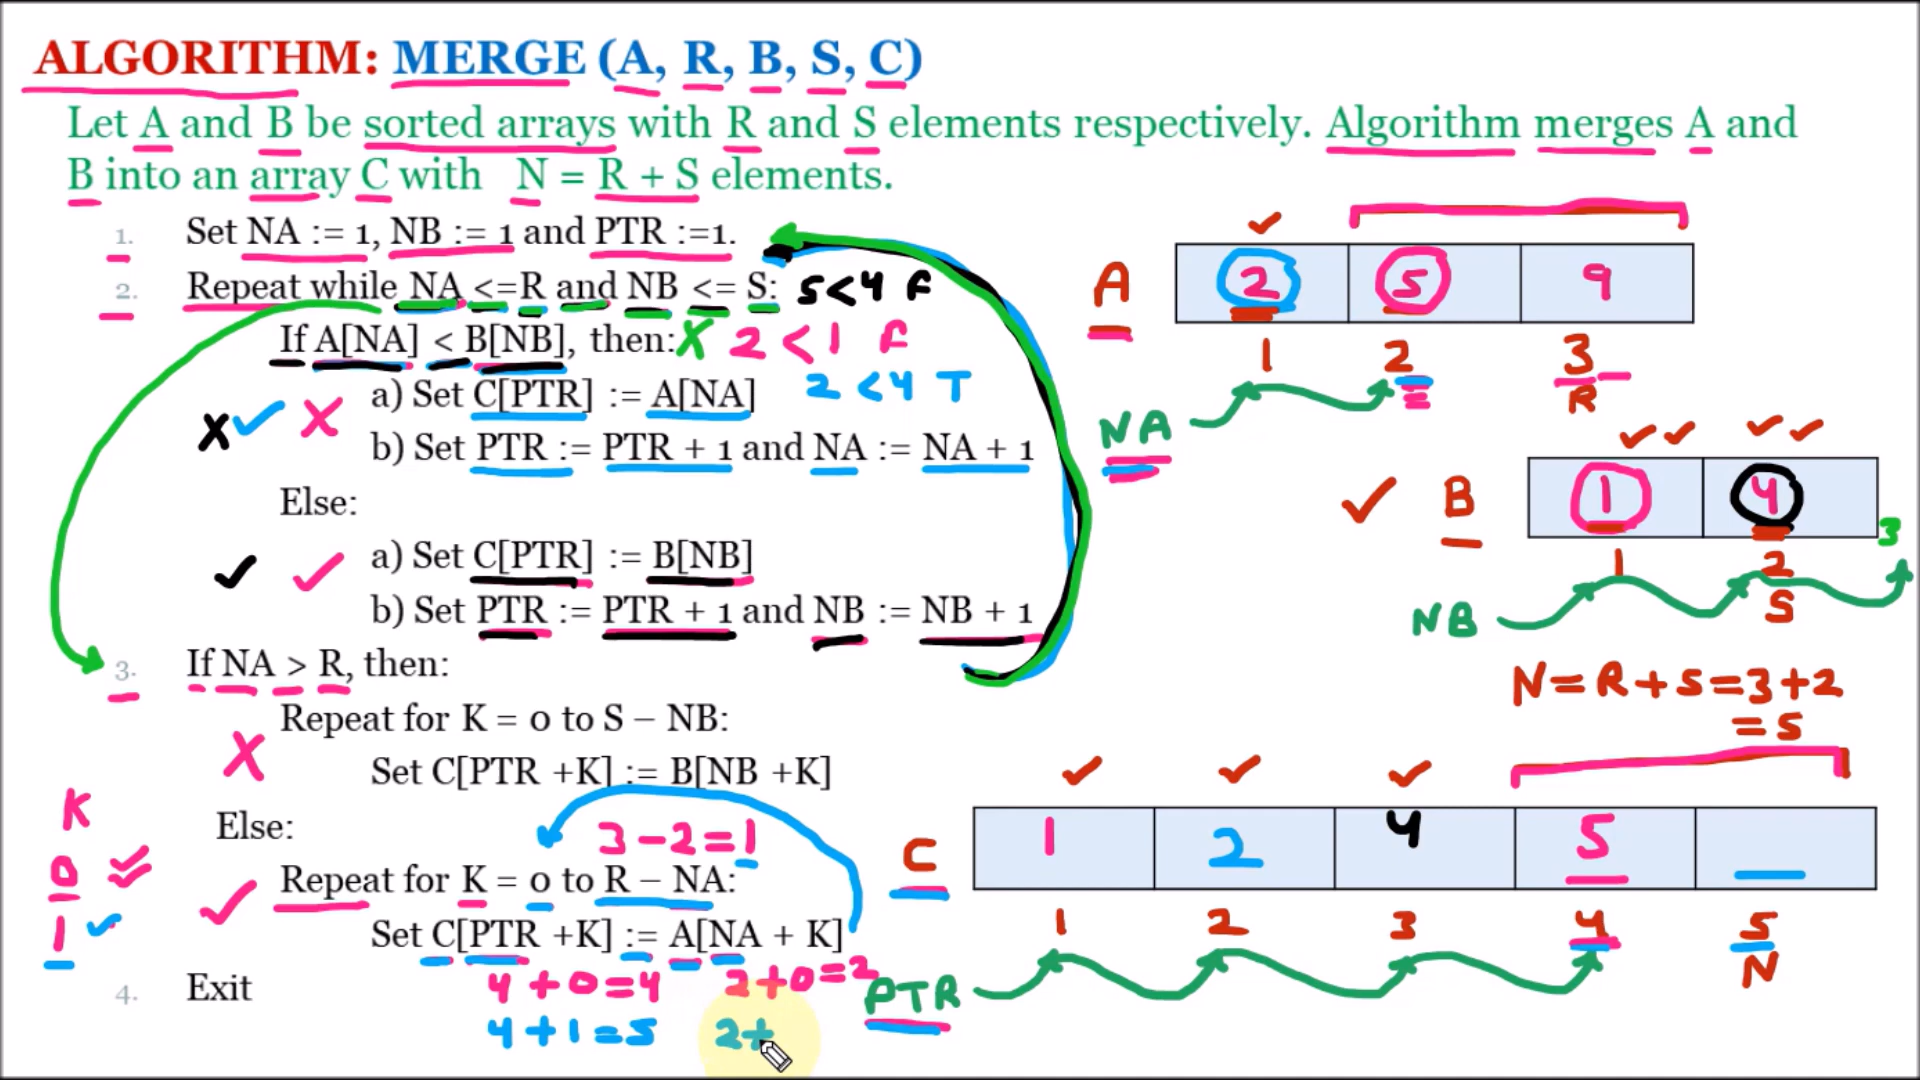 ALGORITHM: MERGE (A, R, B, S, C)
Let A and B be sorted arrays with R and S elements respectively. Algorithm merges A and
B into an array C with N = R + S elements.
1. Set NA := 1, NB := 1 and PTR :=1.
2. Repeat while NA <=R and NB <= S: 5<4 F
If A[NA] < B[NB], then: X 2 < 1 F
a) Set C[PTR] := A[NA] 2 < 4 T
b) Set PTR := PTR + 1 and NA := NA + 1
Else:
a) Set C[PTR] := B[NB]
b) Set PTR := PTR + 1 and NB := NB + 1
3. If NA > R, then:
Repeat for K = 0 to S – NB:
Set C[PTR +K] := B[NB +K]
Else:
3 - 2 = 1
Repeat for K = 0 to R – NA:
Set C[PTR +K] := A[NA + K]
4 + 0 = 4 2+0=2
4. Exit
4 + 1 = 5 2+
K
0
1
A 2 5 9
1 2 3
R
NA
B 1 4
3
1 2
S
NB
N = R + S = 3 + 2
= 5
C 1 2 4 5
1 2 3 4 5
N
PTR